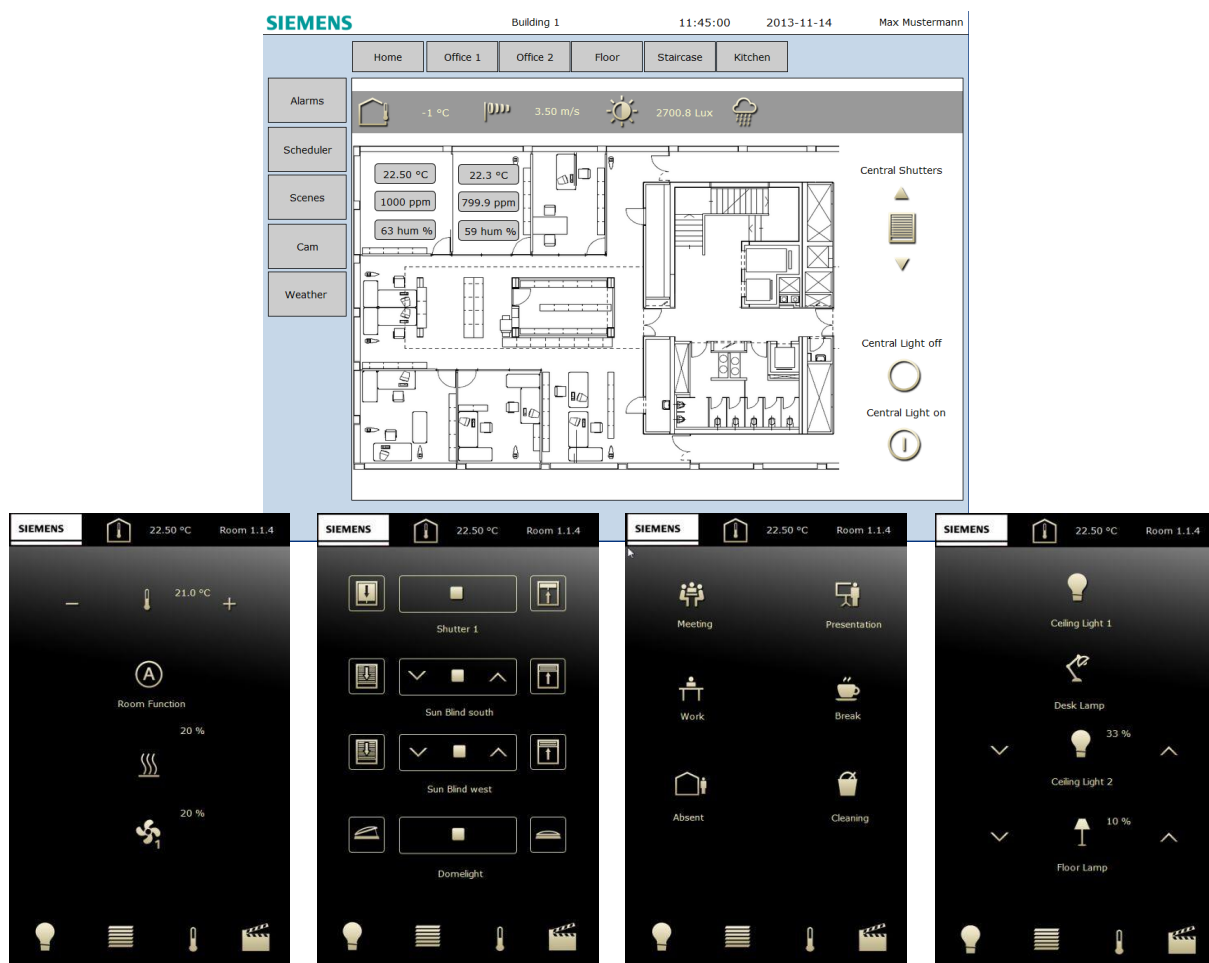 SIEMENS Building 1 11:45:00 2013-11-14 Max Mustermann
Home Office 1 Office 2 Floor Staircase Kitchen
Alarms
Scheduler
Scenes
Cam
Weather
-1 °C 3.50 m/s 2700.8 Lux
22.50 °C 22.3 °C
1000 ppm 799.9 ppm
63 hum % 59 hum %
Central Shutters
Central Light off
Central Light on
SIEMENS 22.50 °C Room 1.1.4
21.0 °C
A
Room Function
20 %
20 %
1
SIEMENS 22.50 °C Room 1.1.4
Shutter 1
Sun Blind south
Sun Blind west
Domelight
SIEMENS 22.50 °C Room 1.1.4
Meeting Presentation
Work Break
Absent Cleaning
SIEMENS 22.50 °C Room 1.1.4
Ceiling Light 1
Desk Lamp
33 %
Ceiling Light 2
10 %
Floor Lamp